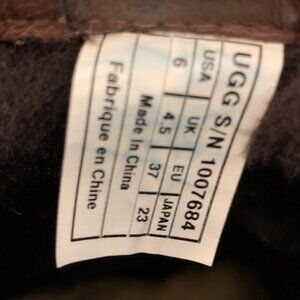 UGG S/N 1007684
USA UK EU JAPAN
6 4.5 37 23
Made in China
Fabrique en Chine